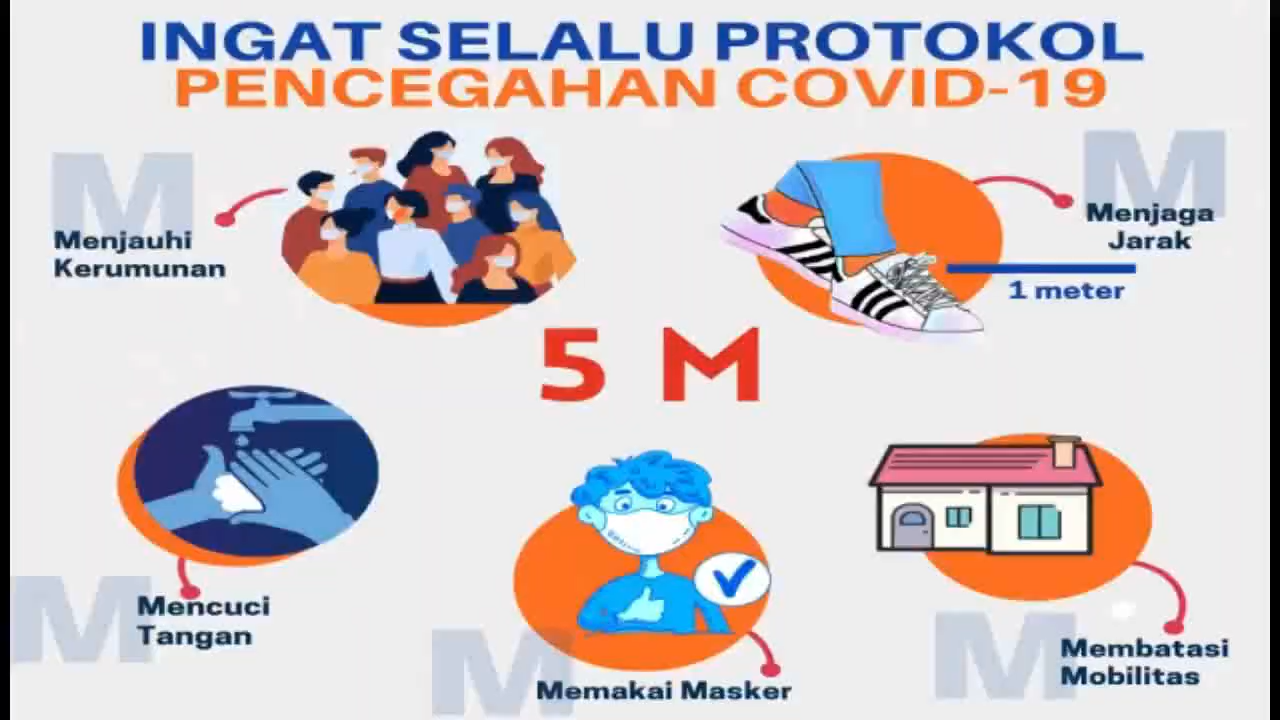 INGAT SELALU PROTOKOL
PENCEGAHAN COVID-19
M
Menjauhi
Kerumunan
M
Menjaga
Jarak
1 meter
5 M
M
Mencuci
Tangan
M
Memakai Masker
M
Membatasi
Mobilitas